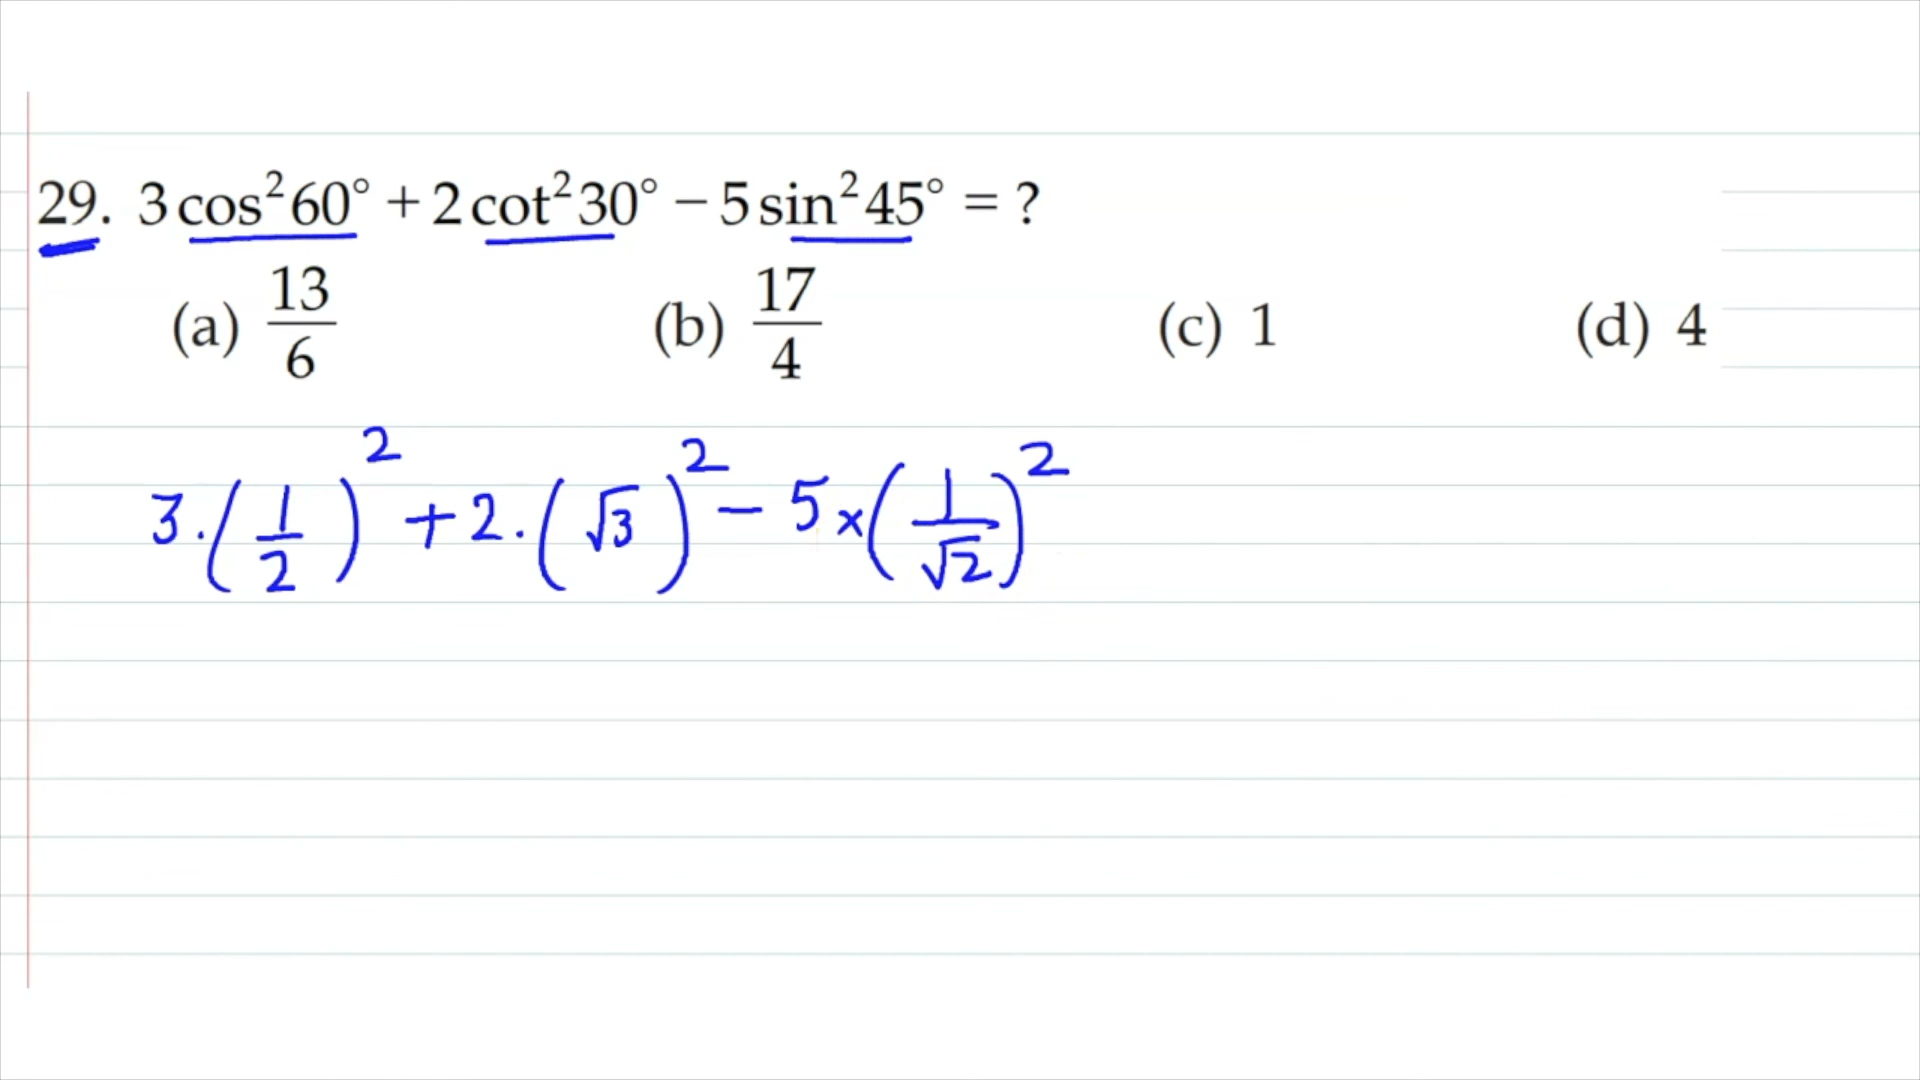 29. 3 cos²60° + 2 cot²30° − 5 sin²45° = ?
(a) 13/6 (b) 17/4 (c) 1 (d) 4
3.(1/2)² + 2.(√3)² − 5×(1/√2)²